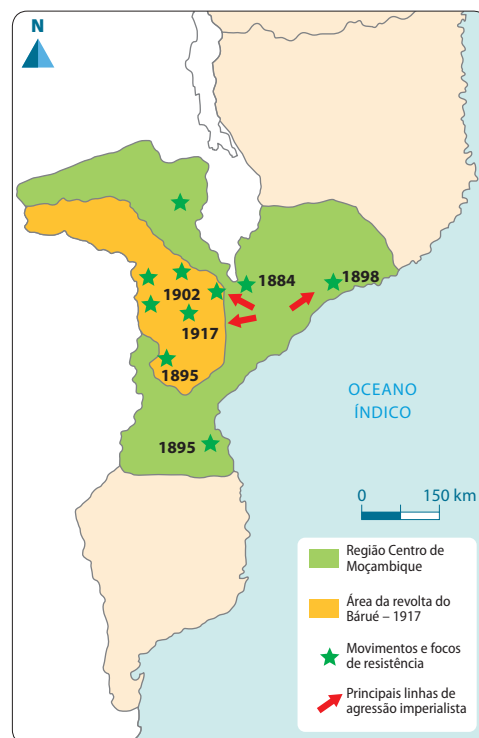 N
1884
1898
1902
1917
1895
1895
OCEANO
ÍNDICO
0 150 km
Região Centro de
Moçambique
Área da revolta do
Bárué – 1917
Movimentos e focos
de resistência
Principais linhas de
agressão imperialista